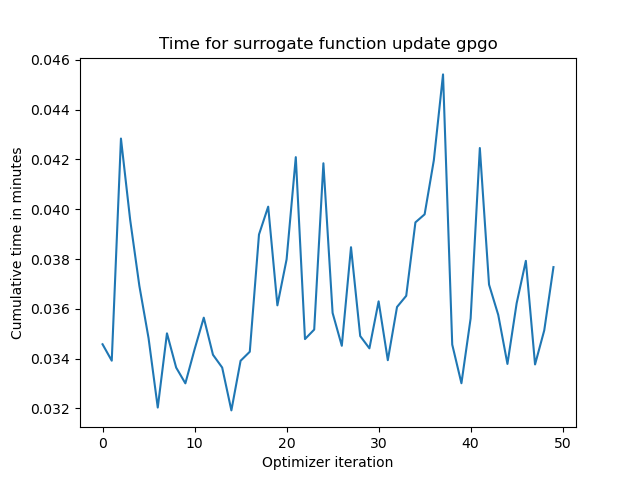 Time for surrogate function update gpgo
0.046
0.044
0.042
0.040
0.038
0.036
0.034
0.032
Cumulative time in minutes
0 10 20 30 40 50
Optimizer iteration